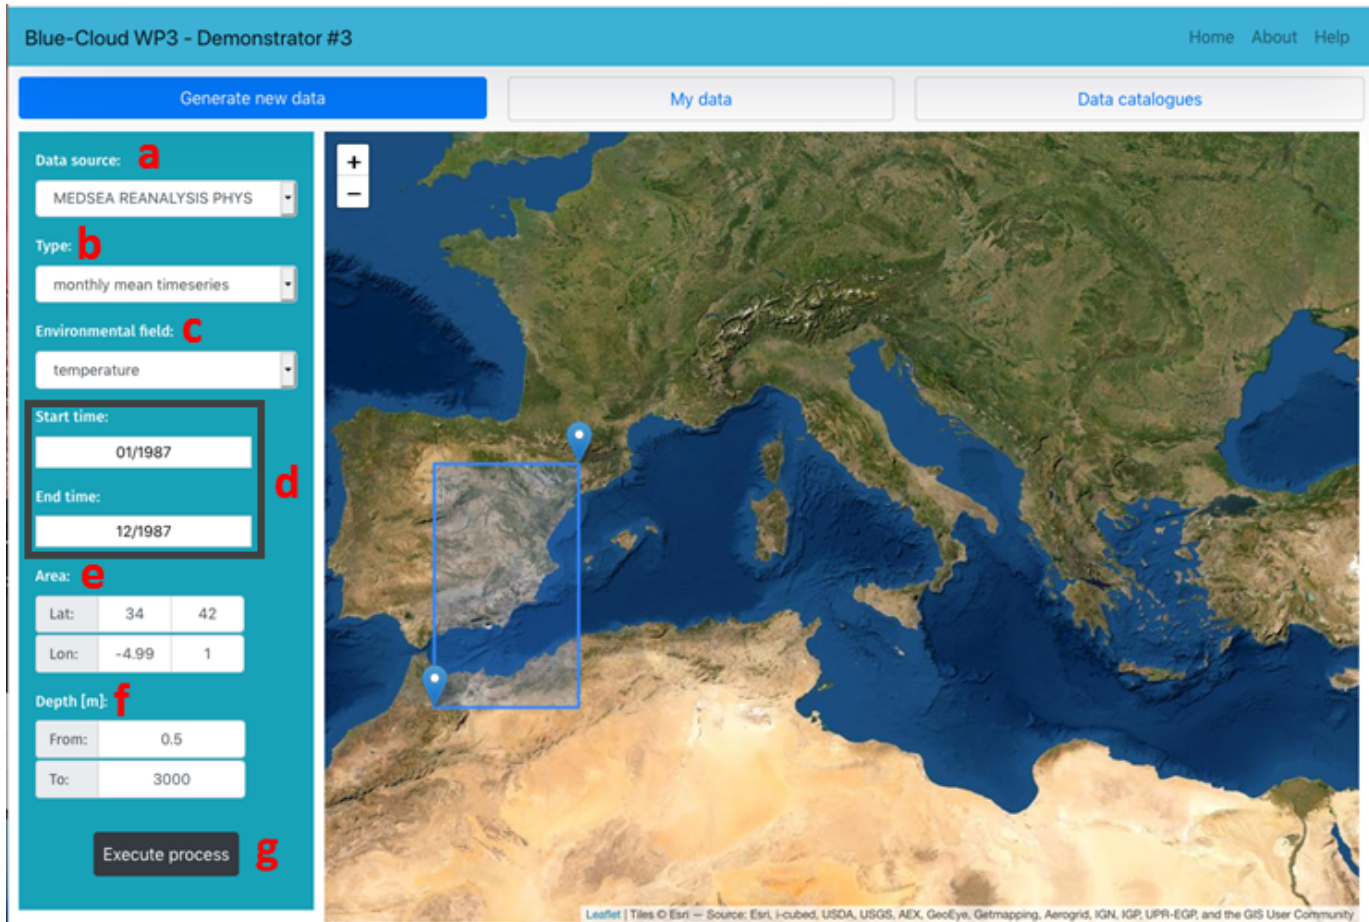 Blue-Cloud WP3 - Demonstrator #3
Home About Help
Generate new data
My data
Data catalogues
Data source: a
MEDSEA REANALYSIS PHYS
Type: b
monthly mean timeseries
Environmental field: c
temperature
Start time:
01/1987
d
End time:
12/1987
Area: e
Lat: 34 42
Lon: -4.99 1
Depth [m]: f
From: 0.5
To: 3000
Execute process g
+
−
Leaflet | Tiles © Esri — Source: Esri, i-cubed, USDA, USGS, AEX, GeoEye, Getmapping, Aerogrid, IGN, IGP, UPR-EGP, and the GIS User Community